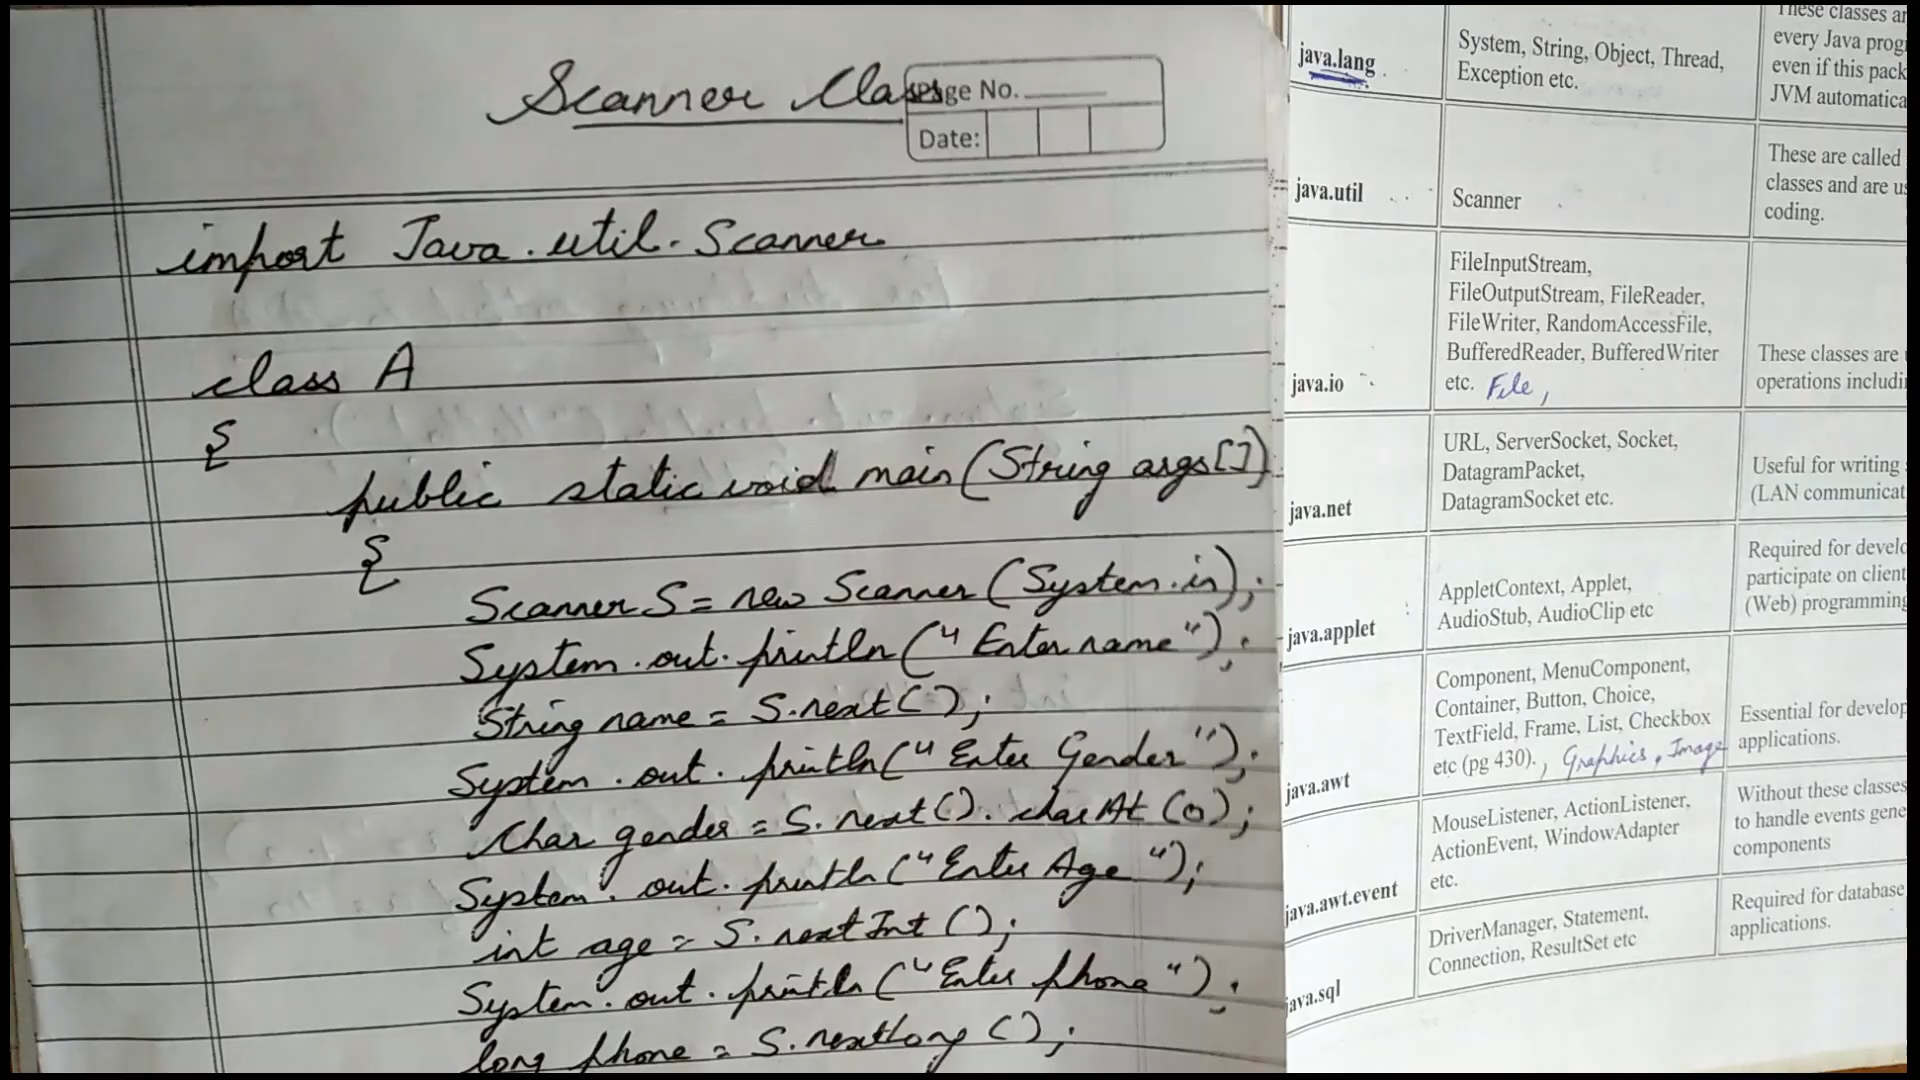 Scanner Class
Page No.
Date:
import Java.util.Scanner
class A
{
public static void main(String args[])
{
Scanner S = new Scanner(System.in);
System.out.println("Enter name");
String name = S.next();
System.out.println("Enter Gender");
Char gender = S.next().charAt(0);
System.out.println("Enter Age");
int age = S.nextInt();
System.out.println("Enter phone");
long phone = S.nextLong();
java.lang
System, String, Object, Thread,
Exception etc.
These classes ar
every Java prog
even if this pack
JVM automatica
java.util
Scanner
These are called
classes and are us
coding.
java.io
FileInputStream,
FileOutputStream, FileReader,
FileWriter, RandomAccessFile,
BufferedReader, BufferedWriter
etc. File,
These classes are
operations includi
java.net
URL, ServerSocket, Socket,
DatagramPacket,
DatagramSocket etc.
Useful for writing
(LAN communicat
java.applet
AppletContext, Applet,
AudioStub, AudioClip etc
Required for develo
participate on client
(Web) programming
java.awt
Component, MenuComponent,
Container, Button, Choice,
TextField, Frame, List, Checkbox
etc (pg 430)., Graphics, Image
Essential for develop
applications.
java.awt.event
MouseListener, ActionListener,
ActionEvent, WindowAdapter
etc.
Without these classes
to handle events gene
components
java.sql
DriverManager, Statement,
Connection, ResultSet etc
Required for database
applications.